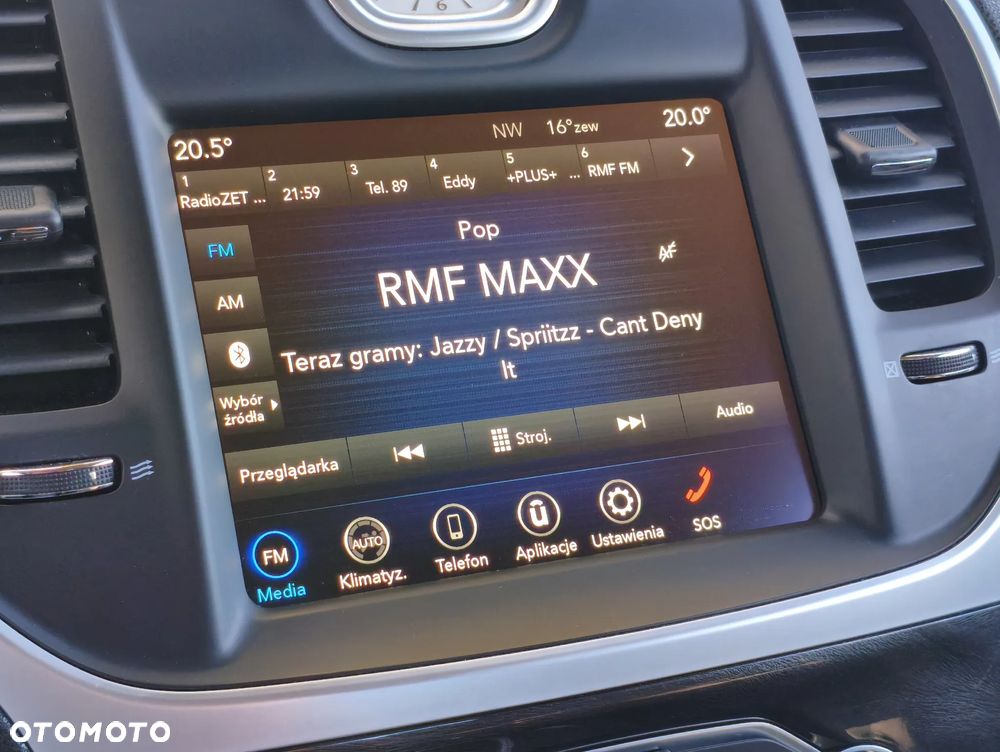 6
20.5° NW 16°zew 20.0°
1 RadioZET ... 2 21:59 3 Tel. 89 4 Eddy 5 +PLUS+ ... 6 RMF FM
FM
Pop
RMF MAXX AF
AM
Teraz gramy: Jazzy / Spriitzz - Cant Deny
It
Wybór
źródła
Przeglądarka Stroj. Audio
FM AUTO ū
Media Klimatyz. Telefon Aplikacje Ustawienia SOS
OTOMOTO